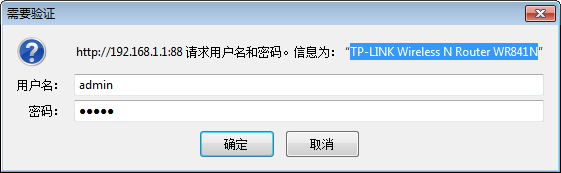 需要验证
http://192.168.1.1:88 请求用户名和密码。信息为： “TP-LINK Wireless N Router WR841N”
用户名： admin
密码： ●●●●●
确定 取消